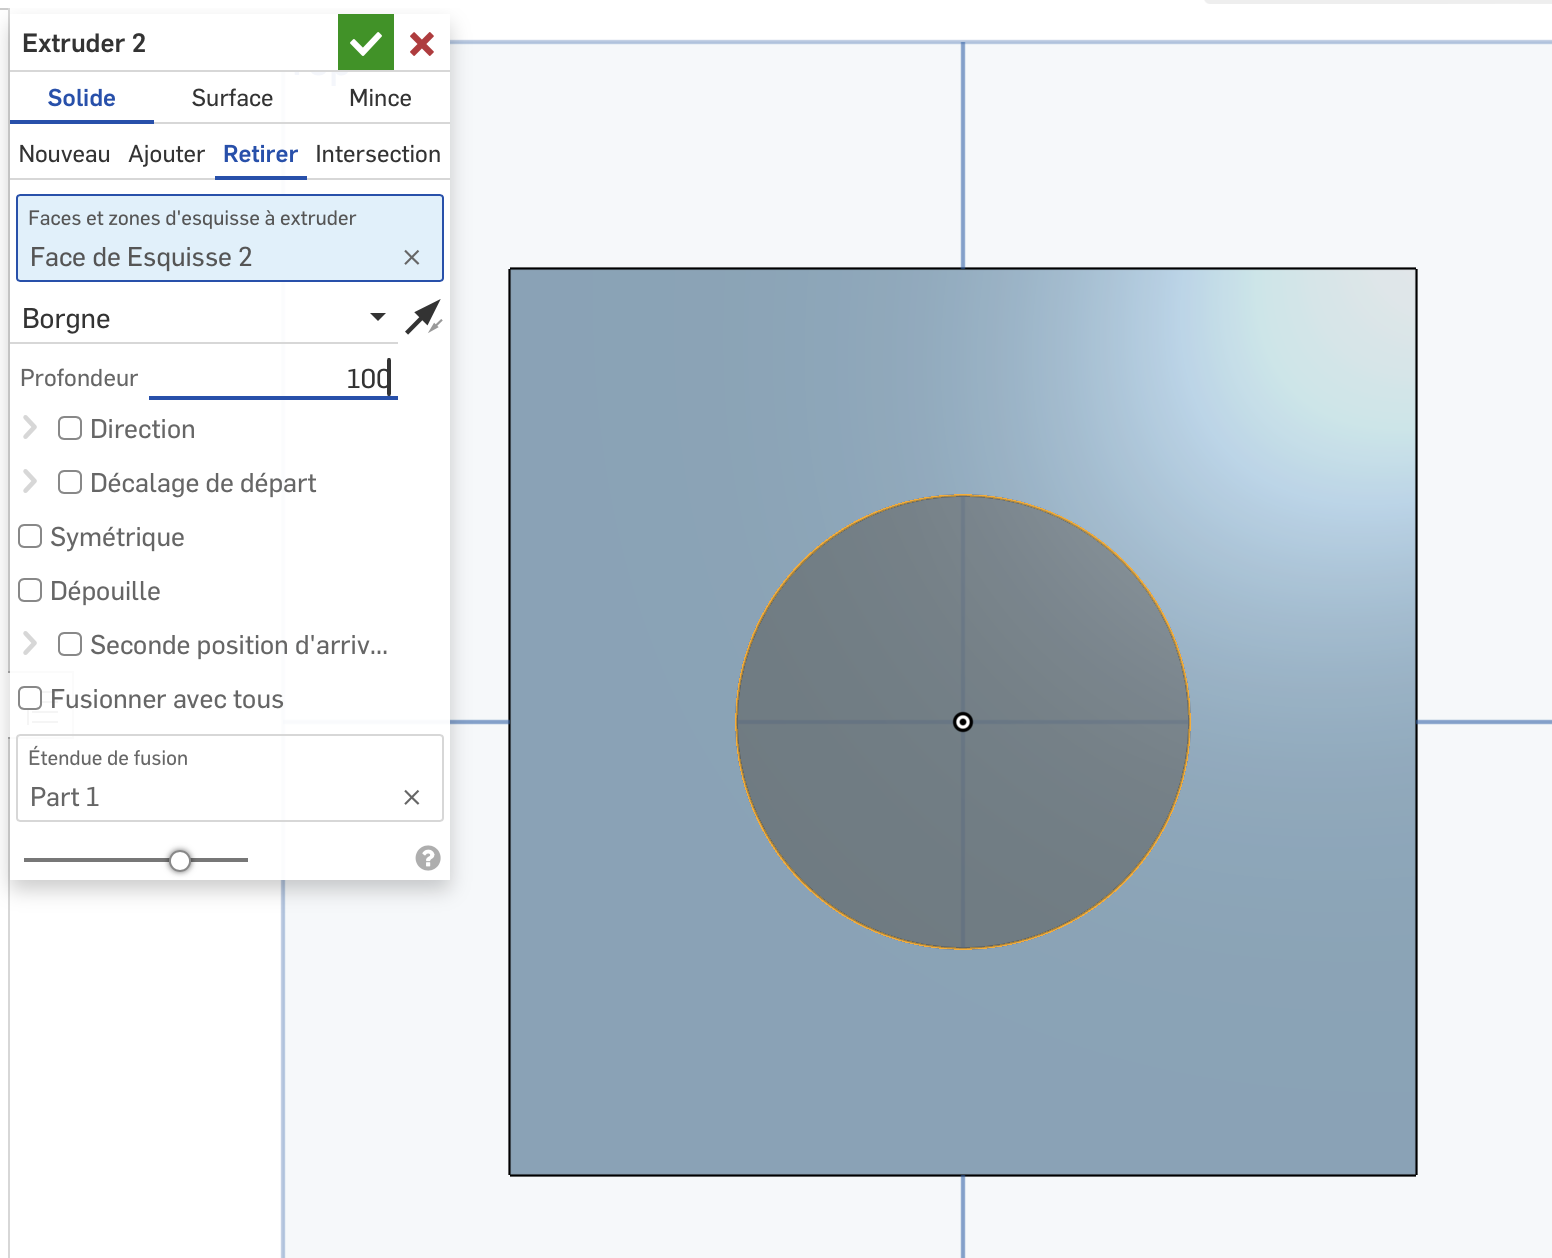 Extruder 2
Solide Surface Mince
Nouveau Ajouter Retirer Intersection
Faces et zones d'esquisse à extruder
Face de Esquisse 2
Borgne
Profondeur 100
Direction
Décalage de départ
Symétrique
Dépouille
Seconde position d'arriv...
Fusionner avec tous
Étendue de fusion
Part 1
?